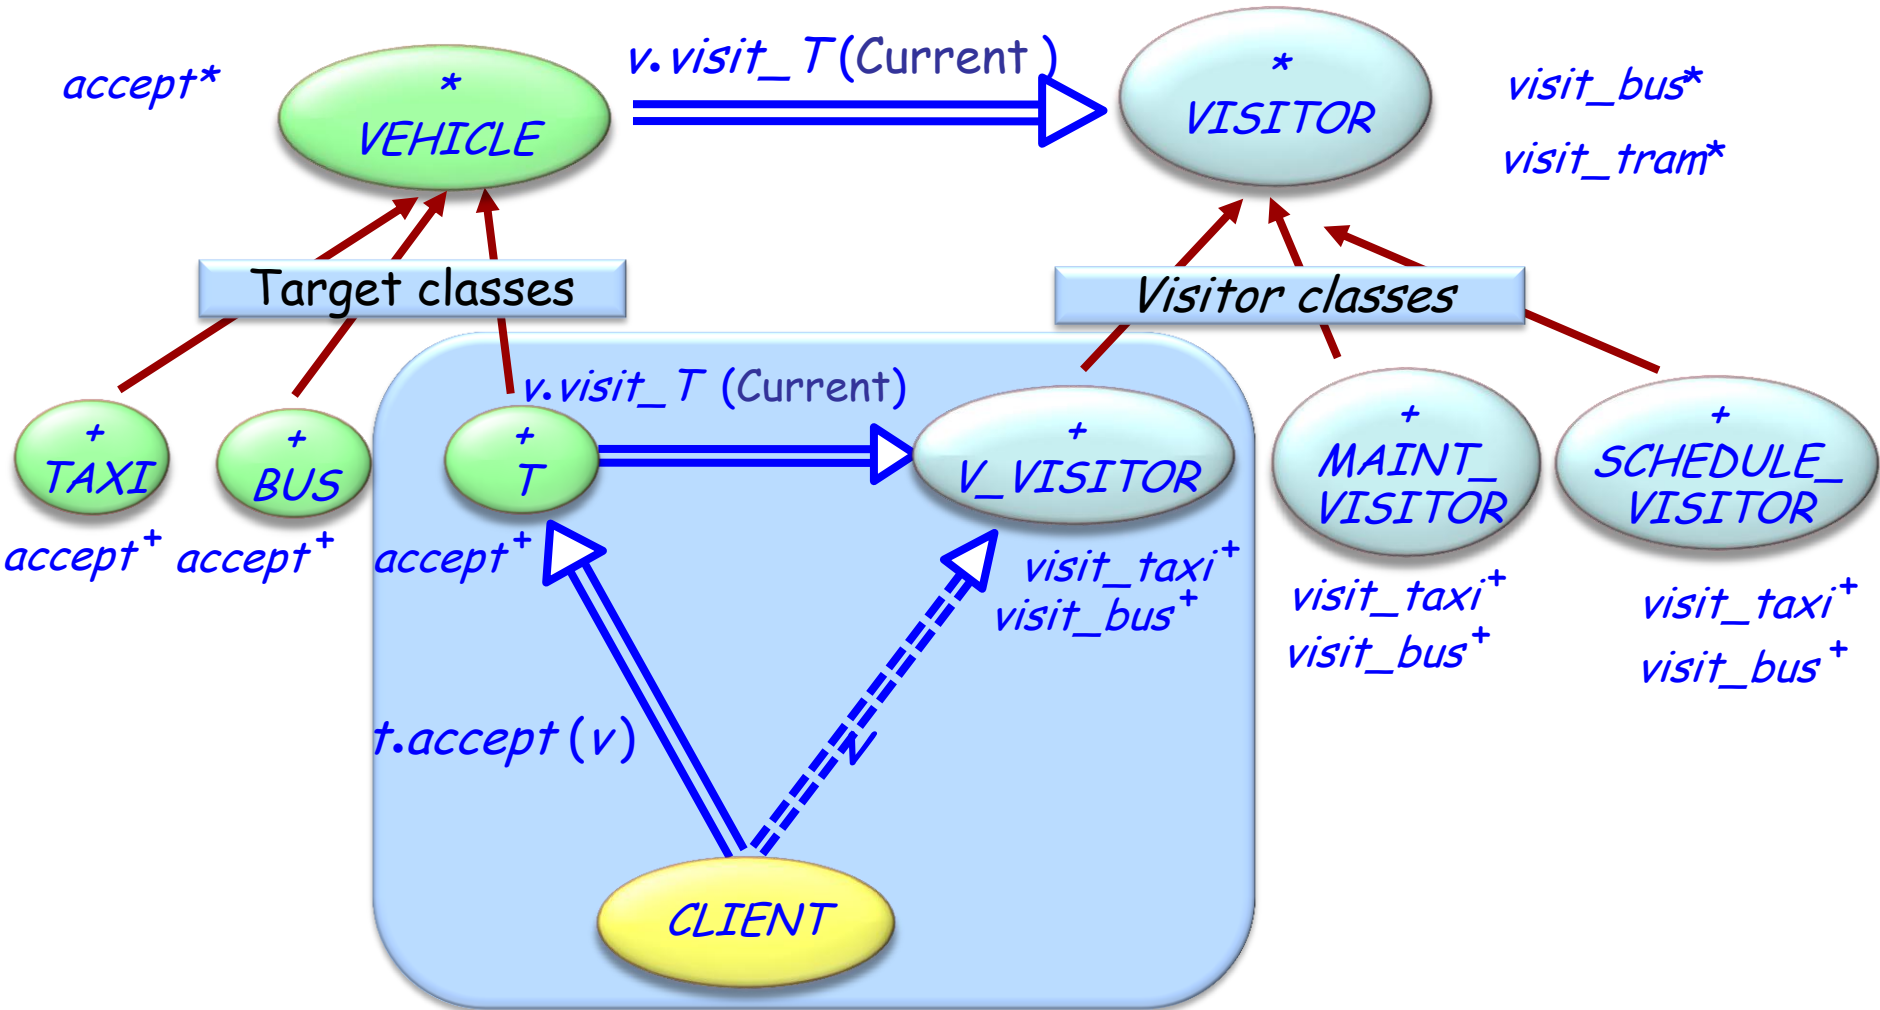 accept*
*
VEHICLE
v.visit_T (Current )
*
VISITOR
visit_bus*
visit_tram*
Target classes
Visitor classes
v.visit_T (Current)
+
TAXI
accept+
+
BUS
accept+
+
T
accept+
+
V_VISITOR
visit_taxi+
visit_bus+
+
MAINT_
VISITOR
visit_taxi+
visit_bus+
+
SCHEDULE_
VISITOR
visit_taxi+
visit_bus+
t.accept (v)
v
CLIENT